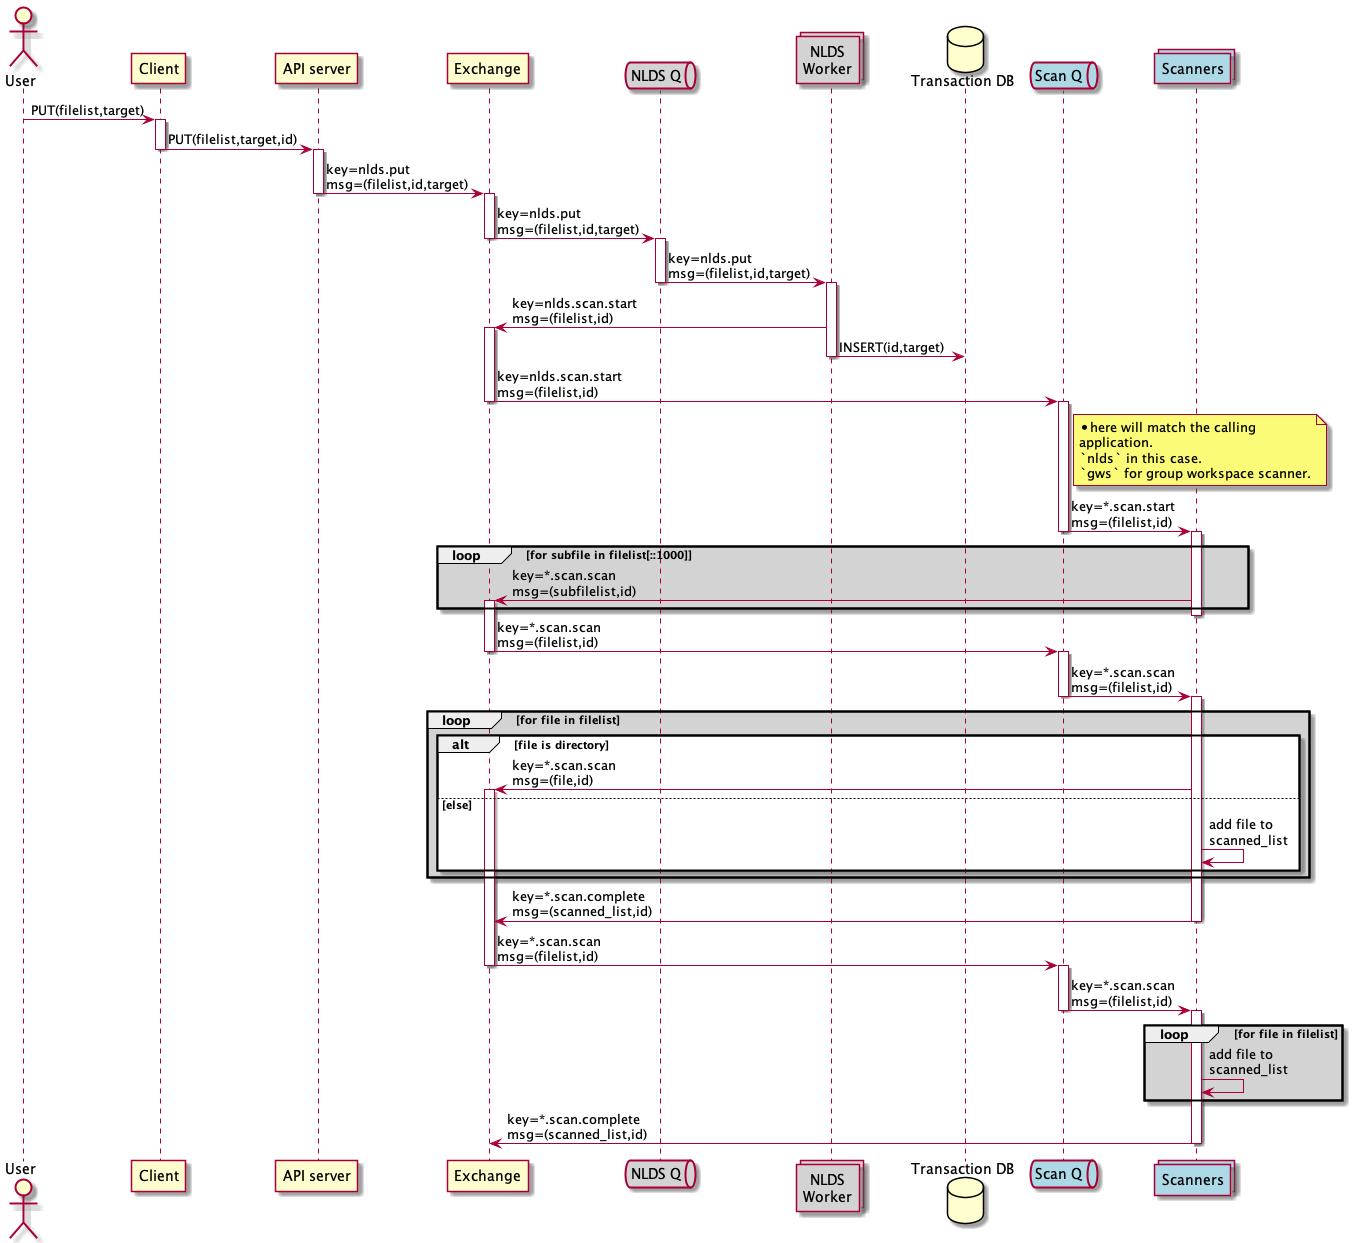 User
Client
API server
Exchange
NLDS Q
NLDS
Worker
Transaction DB
Scan Q
Scanners
PUT(filelist,target)
PUT(filelist,target,id)
key=nlds.put
msg=(filelist,id,target)
key=nlds.put
msg=(filelist,id,target)
key=nlds.put
msg=(filelist,id,target)
key=nlds.scan.start
msg=(filelist,id)
INSERT(id,target)
key=nlds.scan.start
msg=(filelist,id)
•here will match the calling
application.
`nlds` in this case.
`gws` for group workspace scanner.
key=*.scan.start
msg=(filelist,id)
loop [for subfile in filelist[::1000]]
key=*.scan.scan
msg=(subfilelist,id)
key=*.scan.scan
msg=(filelist,id)
key=*.scan.scan
msg=(filelist,id)
loop [for file in filelist]
alt [file is directory]
key=*.scan.scan
msg=(file,id)
[else]
add file to
scanned_list
key=*.scan.complete
msg=(scanned_list,id)
key=*.scan.scan
msg=(filelist,id)
key=*.scan.scan
msg=(filelist,id)
loop [for file in filelist]
add file to
scanned_list
key=*.scan.complete
msg=(scanned_list,id)
User
Client
API server
Exchange
NLDS Q
NLDS
Worker
Transaction DB
Scan Q
Scanners